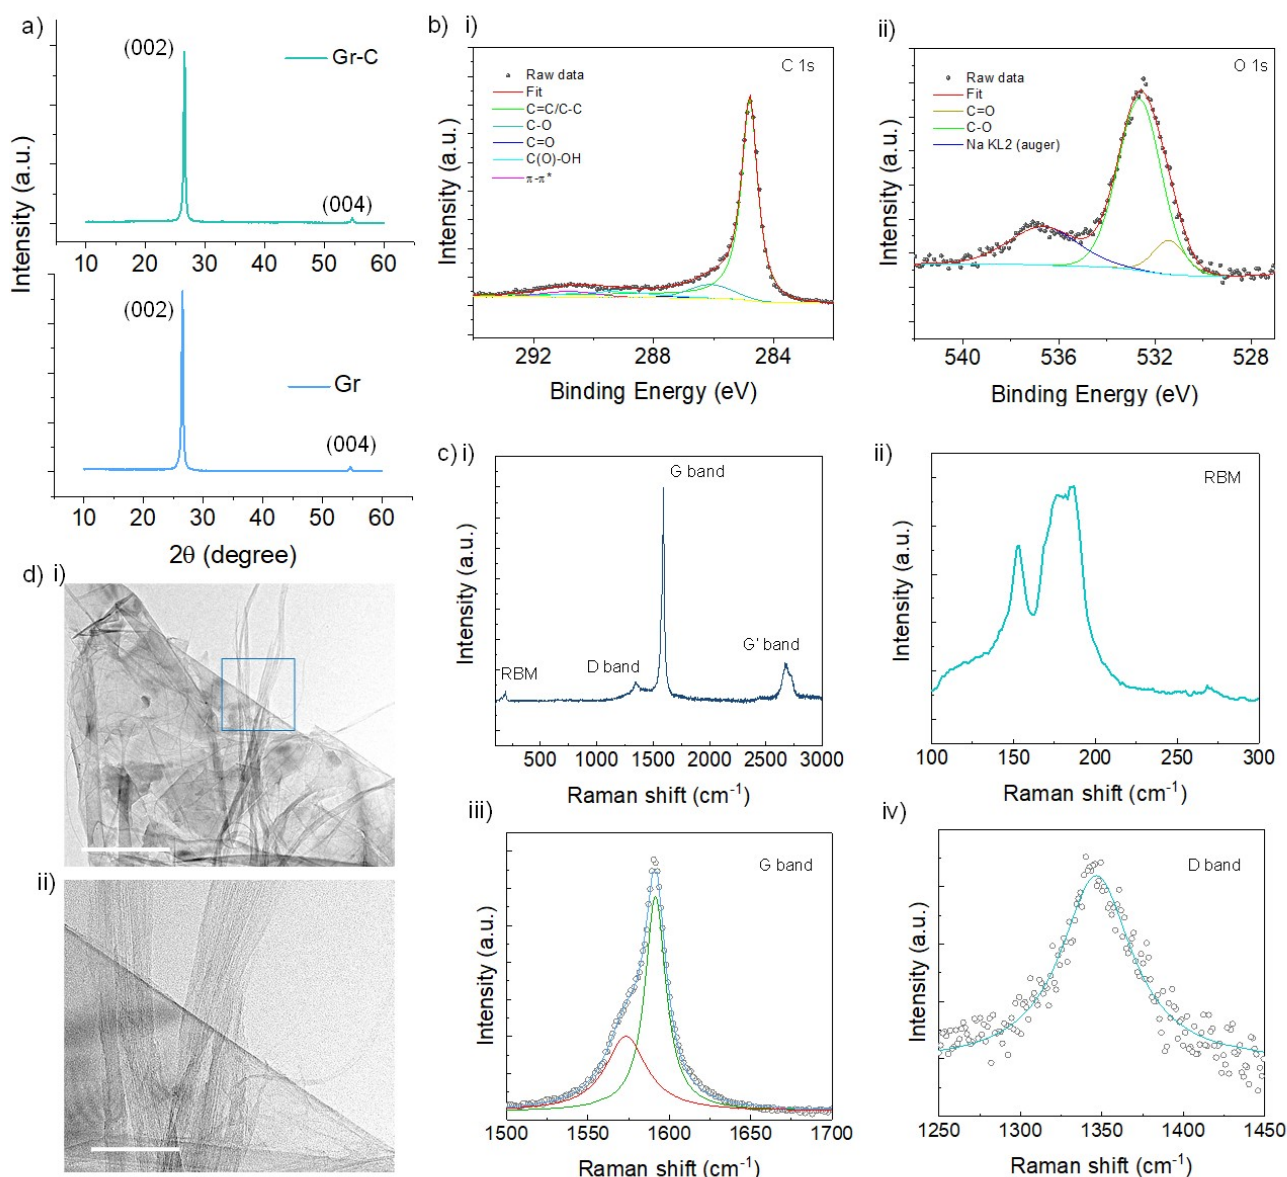 a)
Intensity (a.u.)
(002)
Gr-C
(004)
10 20 30 40 50 60
(002)
Gr
(004)
10 20 30 40 50 60
2θ (degree)
b) i)
C 1s
Raw data
Fit
C=C/C-C
C-O
C=O
C(O)-OH
π-π*
Intensity (a.u.)
292 288 284
Binding Energy (eV)
ii)
O 1s
Raw data
Fit
C=O
C-O
Na KL2 (auger)
Intensity (a.u.)
540 536 532 528
Binding Energy (eV)
c) i)
G band
D band
G' band
RBM
Intensity (a.u.)
500 1000 1500 2000 2500 3000
Raman shift (cm⁻¹)
ii)
RBM
Intensity (a.u.)
100 150 200 250 300
Raman shift (cm⁻¹)
iii)
G band
Intensity (a.u.)
1500 1550 1600 1650 1700
Raman shift (cm⁻¹)
iv)
D band
Intensity (a.u.)
1250 1300 1350 1400 1450
Raman shift (cm⁻¹)
d) i)
ii)